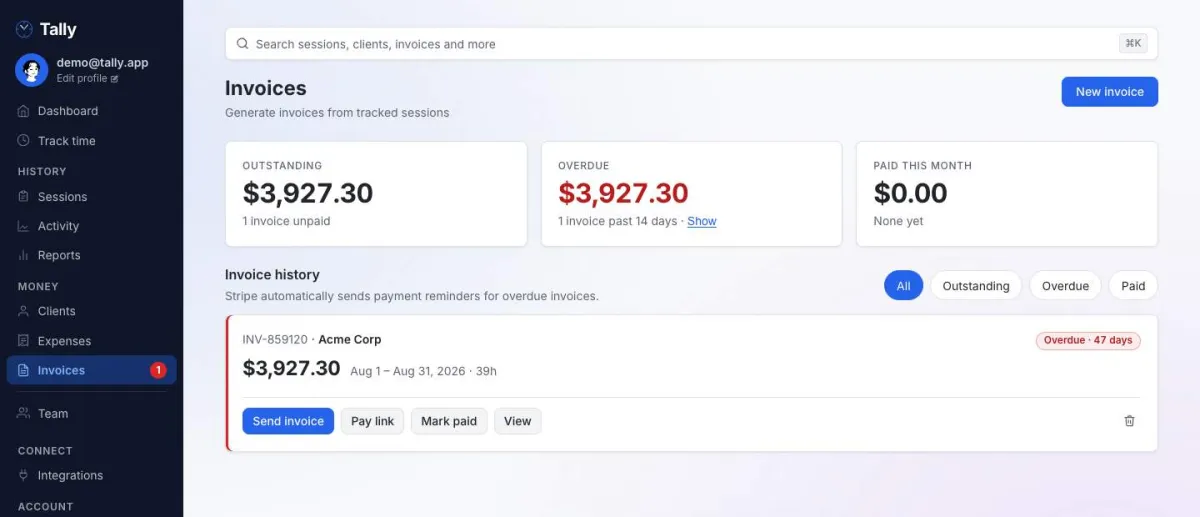 Tally
demo@tally.app
Edit profile
Dashboard
Track time
HISTORY
Sessions
Activity
Reports
MONEY
Clients
Expenses
Invoices 1
Team
CONNECT
Integrations
ACCOUNT
Search sessions, clients, invoices and more ⌘K
Invoices
New invoice
Generate invoices from tracked sessions
OUTSTANDING
$3,927.30
1 invoice unpaid
OVERDUE
$3,927.30
1 invoice past 14 days · Show
PAID THIS MONTH
$0.00
None yet
Invoice history
Stripe automatically sends payment reminders for overdue invoices.
All Outstanding Overdue Paid
INV-859120 · Acme Corp
Overdue · 47 days
$3,927.30 Aug 1 – Aug 31, 2026 · 39h
Send invoice Pay link Mark paid View